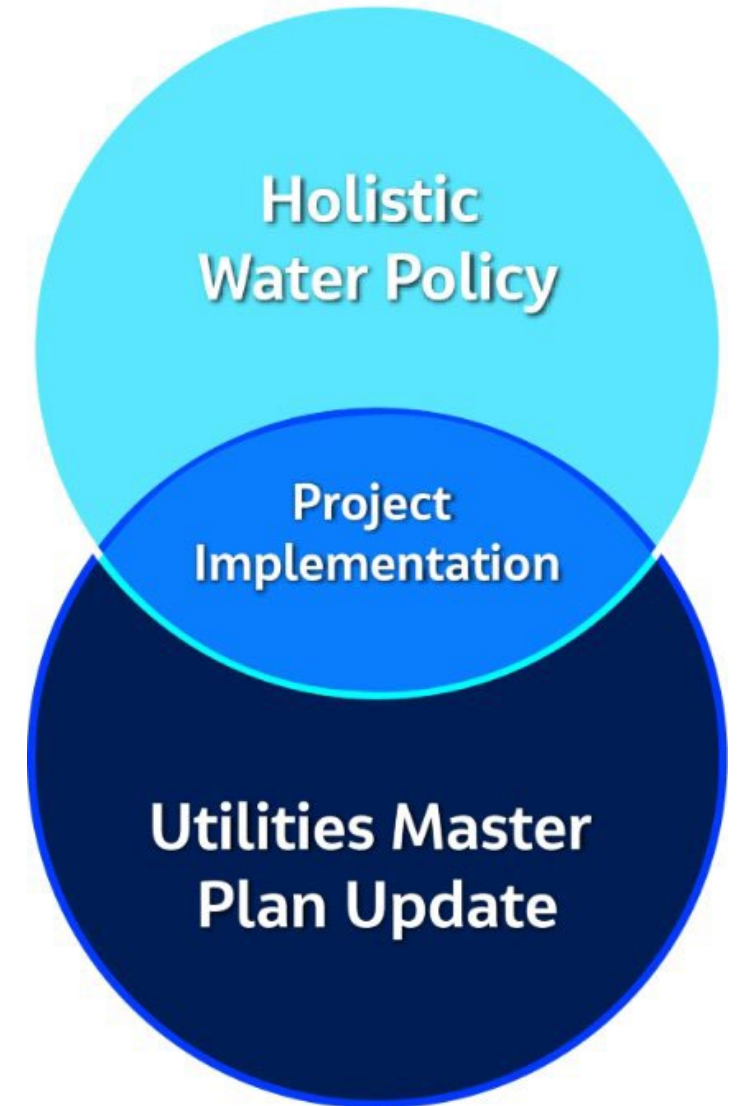 Holistic
Water Policy
Project
Implementation
Utilities Master
Plan Update